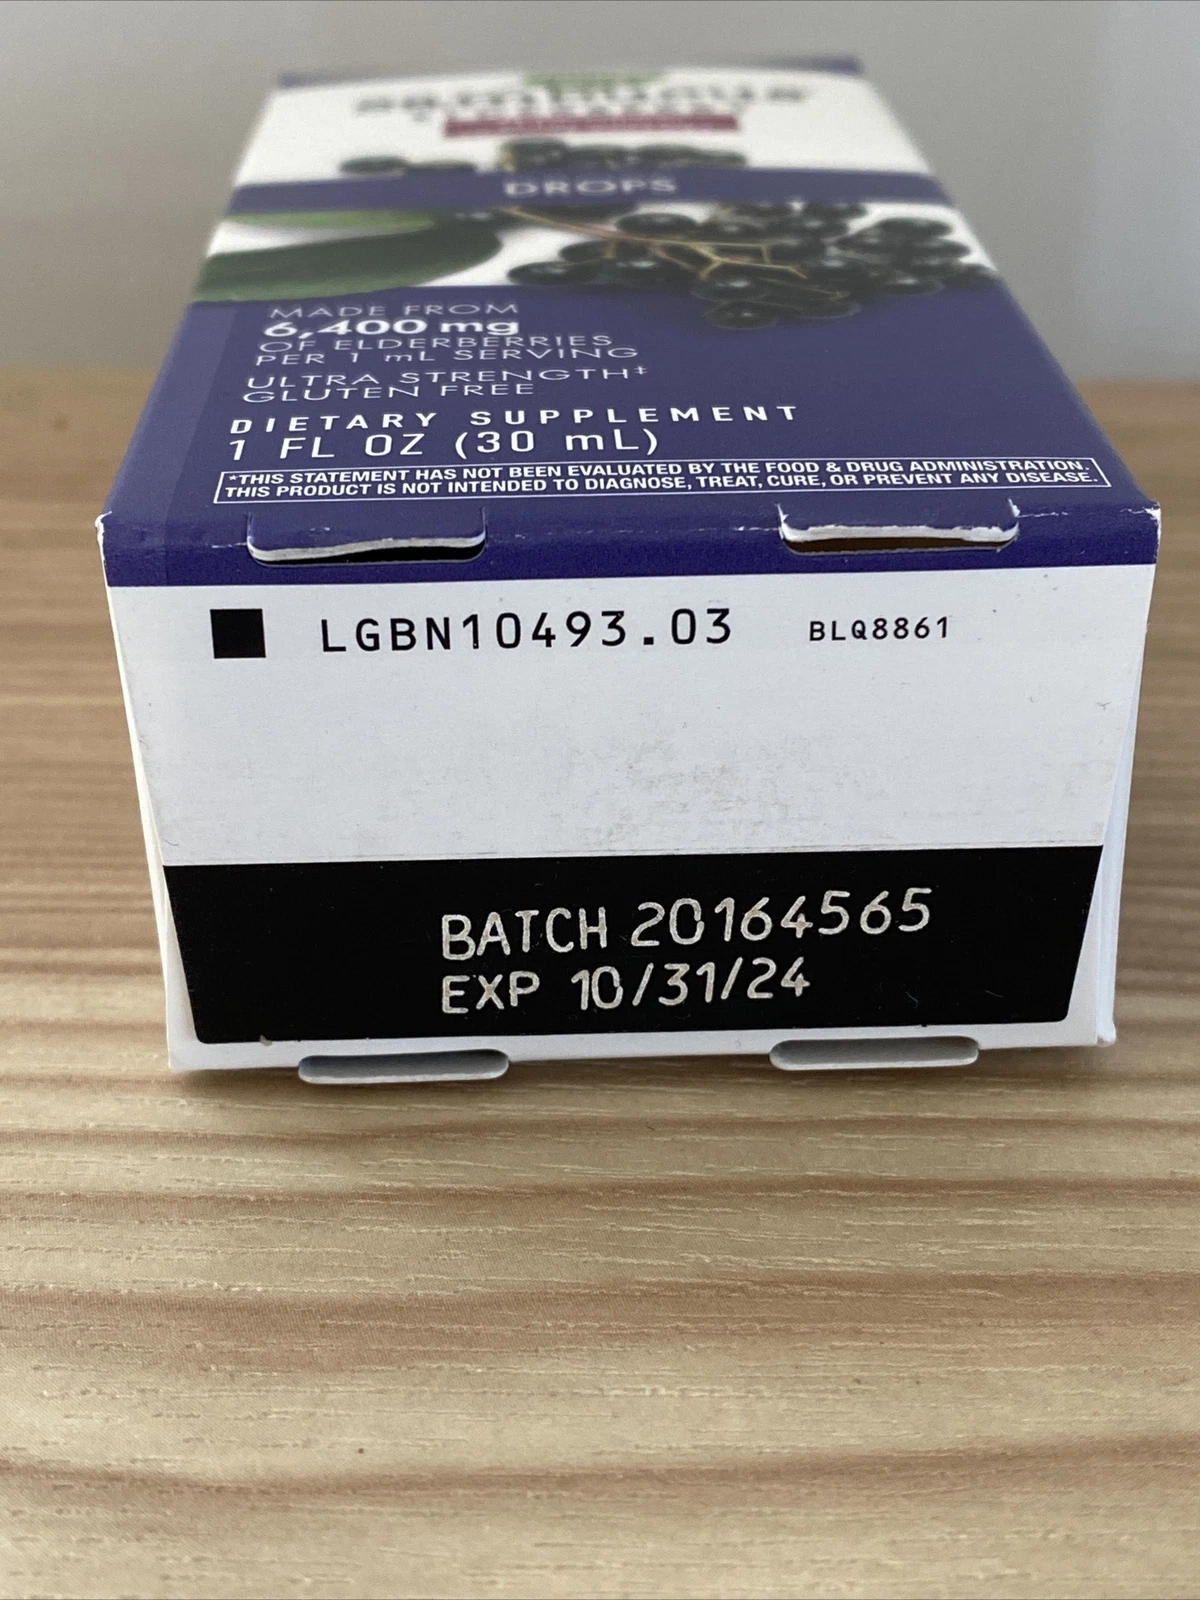 sambucus
DROPS
MADE FROM
6,400 mg
OF ELDERBERRIES
PER 1 mL SERVING
ULTRA STRENGTH‡
GLUTEN FREE
DIETARY SUPPLEMENT
1 FL OZ (30 mL)
*THIS STATEMENT HAS NOT BEEN EVALUATED BY THE FOOD & DRUG ADMINISTRATION.
THIS PRODUCT IS NOT INTENDED TO DIAGNOSE, TREAT, CURE, OR PREVENT ANY DISEASE.
LGBN10493.03 BLQ8861
BATCH 20164565
EXP 10/31/24